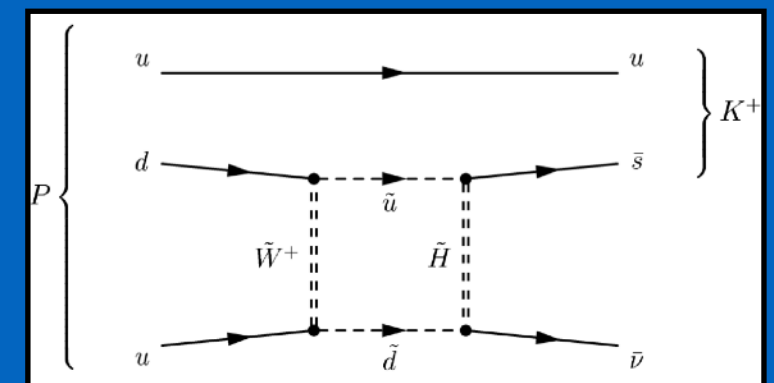 u u
K⁺
d s̄
ũ
P
W̃⁺ H̃
u d̃ ν̄